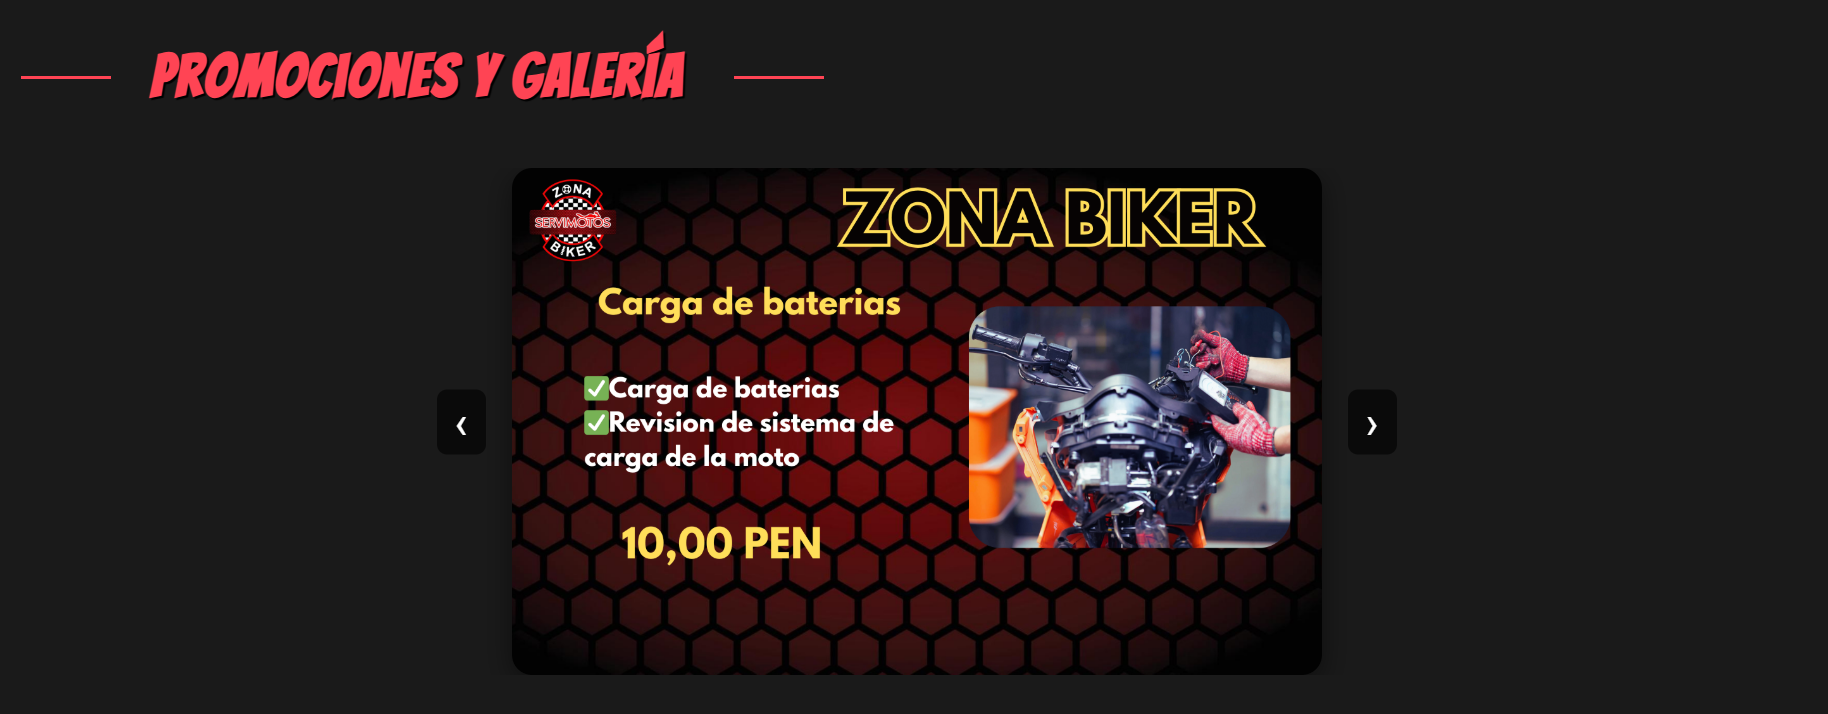 PROMOCIONES Y GALERÍA
ZONA
SERVIMOTOS
BIKER
ZONA BIKER
Carga de baterias
✅Carga de baterias
✅Revision de sistema de
carga de la moto
10,00 PEN
❮
❯